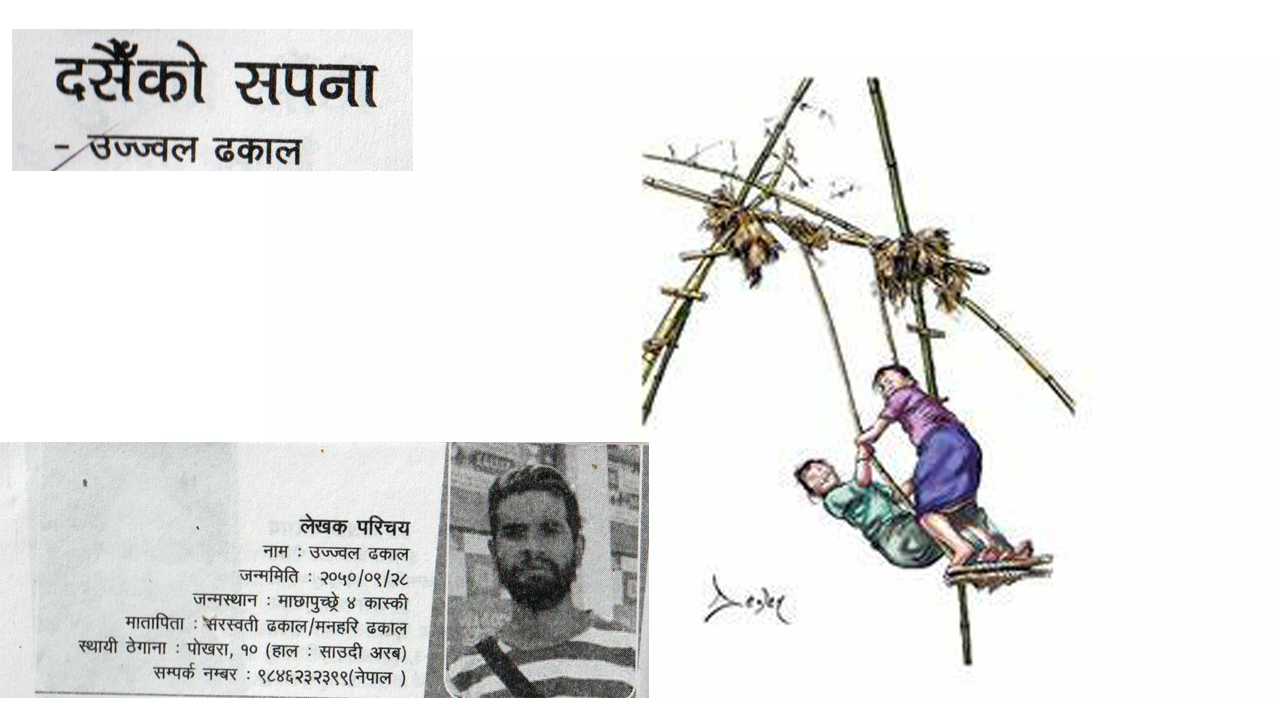 दसैँको सपना
- उज्ज्वल ढकाल
लेखक परिचय
नाम : उज्ज्वल ढकाल
जन्ममिति : २०५०/०९/२८
जन्मस्थान : माछापुच्छ्रे ४ कास्की
मातापिता : सरस्वती ढकाल/मनहरि ढकाल
स्थायी ठेगाना : पोखरा, १० (हाल : साउदी अरब)
सम्पर्क नम्बर : ९८४६२३२३९९(नेपाल )